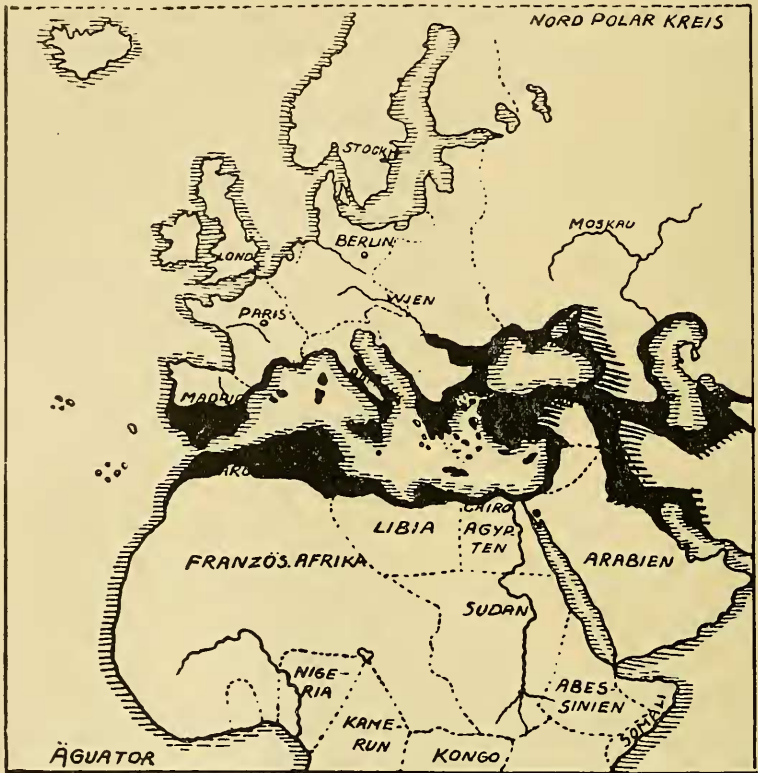 NORD POLAR KREIS
STOCKH
MOSKAU
BERLIN
LOND
WIEN
PARIS
MADRID
CAIRO
LIBIA
ÄGYP-
TEN
FRANZÖS. AFRIKA
ARABIEN
SUDAN
NIGE-
RIA
ABES-
SINIEN
SOMALI
KAME-
RUN
KONGO
ÄGUATOR